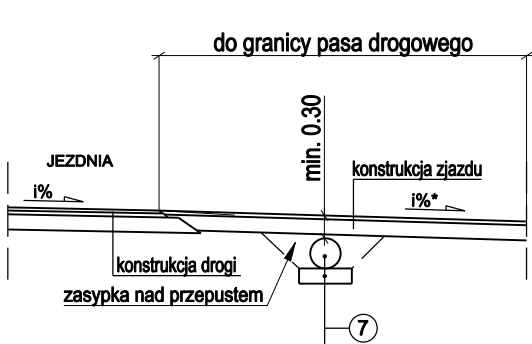 do granicy pasa drogowego
min. 0.30
JEZDNIA
konstrukcja zjazdu
i%
i%*
konstrukcja drogi
zasypka nad przepustem
7